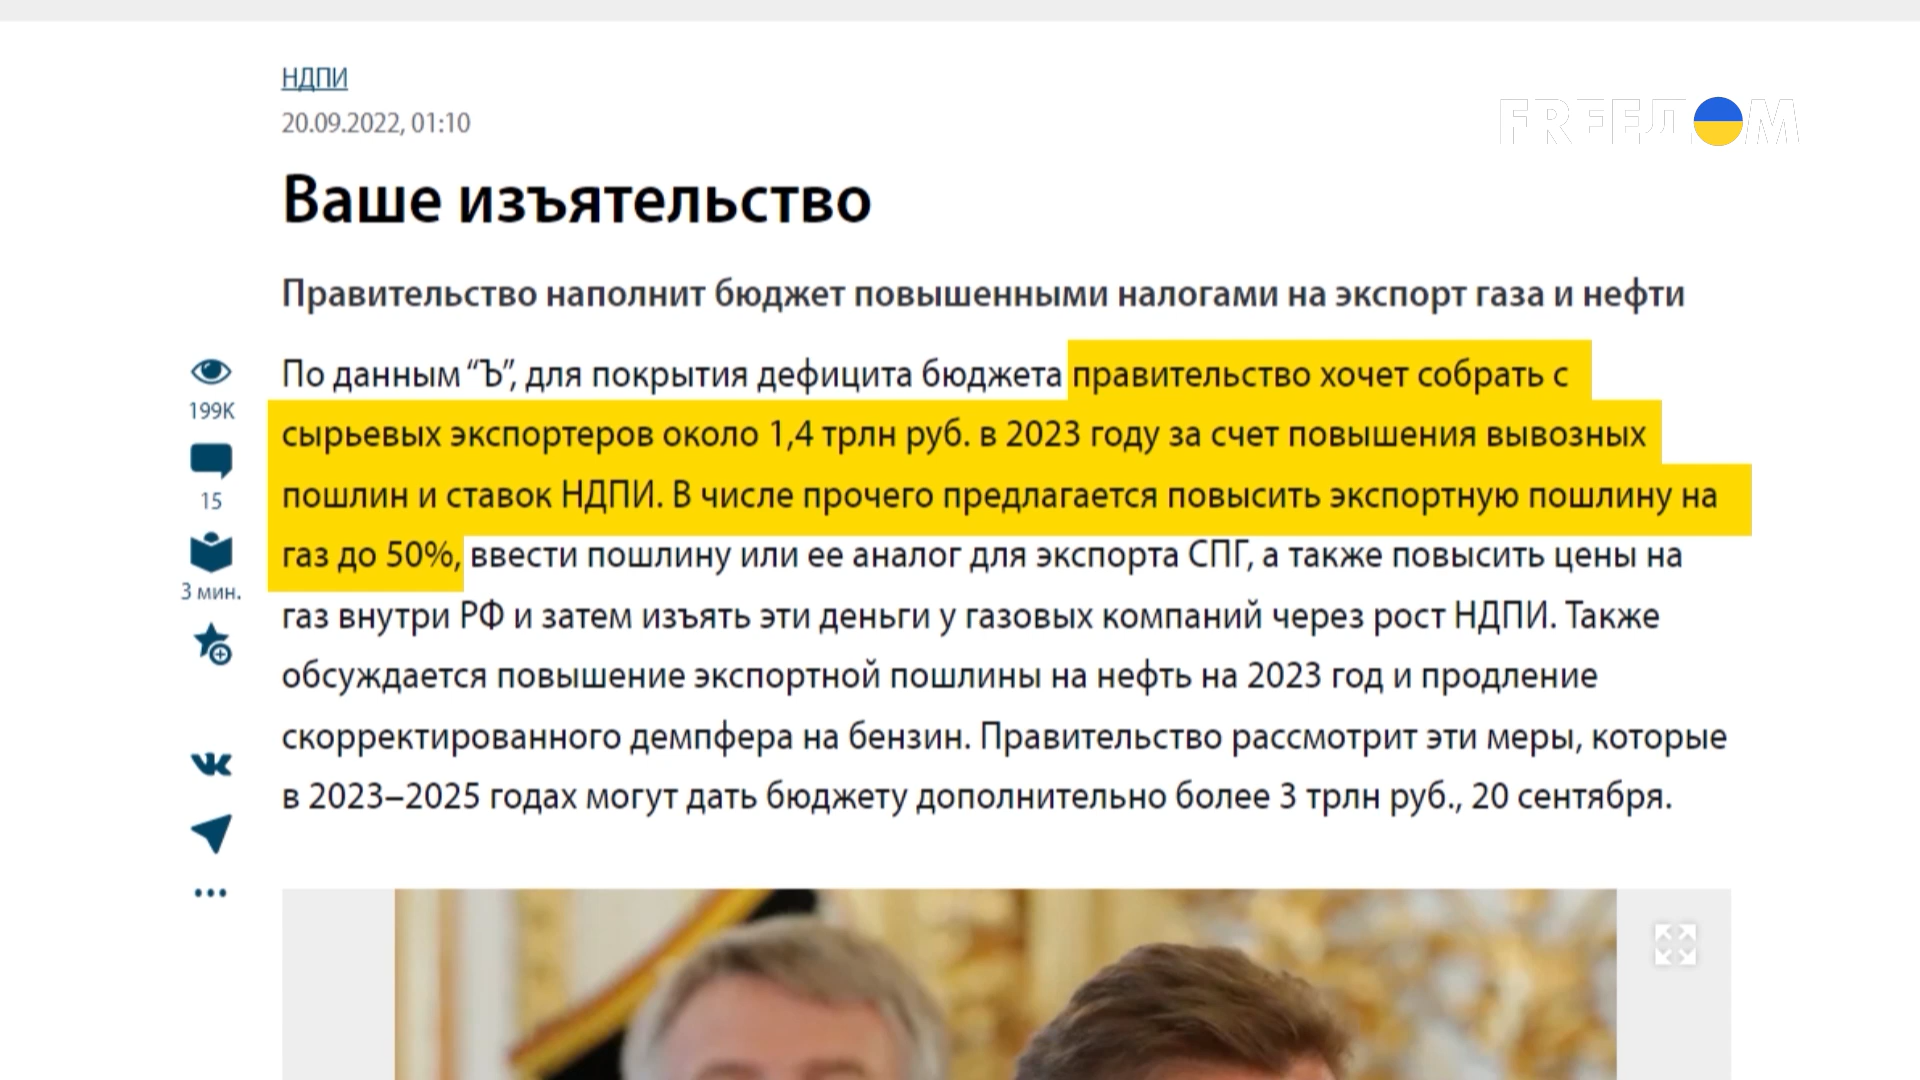 НДПИ
20.09.2022, 01:10
FREEДОМ
Ваше изъятельство
Правительство наполнит бюджет повышенными налогами на экспорт газа и нефти
По данным “Ъ”, для покрытия дефицита бюджета правительство хочет собрать с
сырьевых экспортеров около 1,4 трлн руб. в 2023 году за счет повышения вывозных
пошлин и ставок НДПИ. В числе прочего предлагается повысить экспортную пошлину на
газ до 50%, ввести пошлину или ее аналог для экспорта СПГ, а также повысить цены на
газ внутри РФ и затем изъять эти деньги у газовых компаний через рост НДПИ. Также
обсуждается повышение экспортной пошлины на нефть на 2023 год и продление
скорректированного демпфера на бензин. Правительство рассмотрит эти меры, которые
в 2023–2025 годах могут дать бюджету дополнительно более 3 трлн руб., 20 сентября.
199K
15
3 мин.